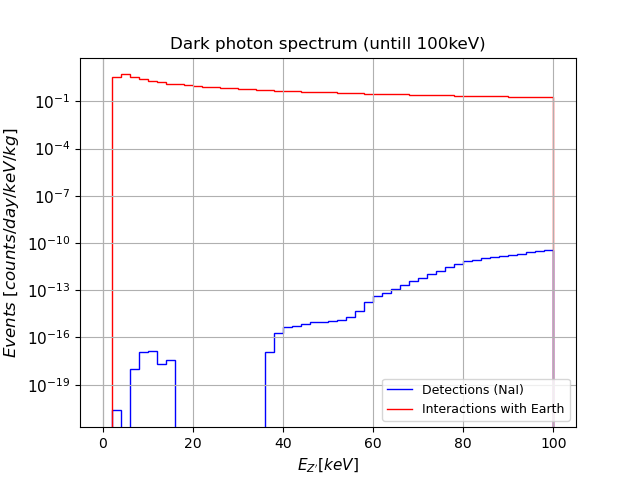 Dark photon spectrum (untill 100keV)
Events [counts/day/keV/kg]
10⁻¹
10⁻⁴
10⁻⁷
10⁻¹⁰
10⁻¹³
10⁻¹⁶
10⁻¹⁹
Detections (NaI)
Interactions with Earth
0 20 40 60 80 100
E_Z'[keV]